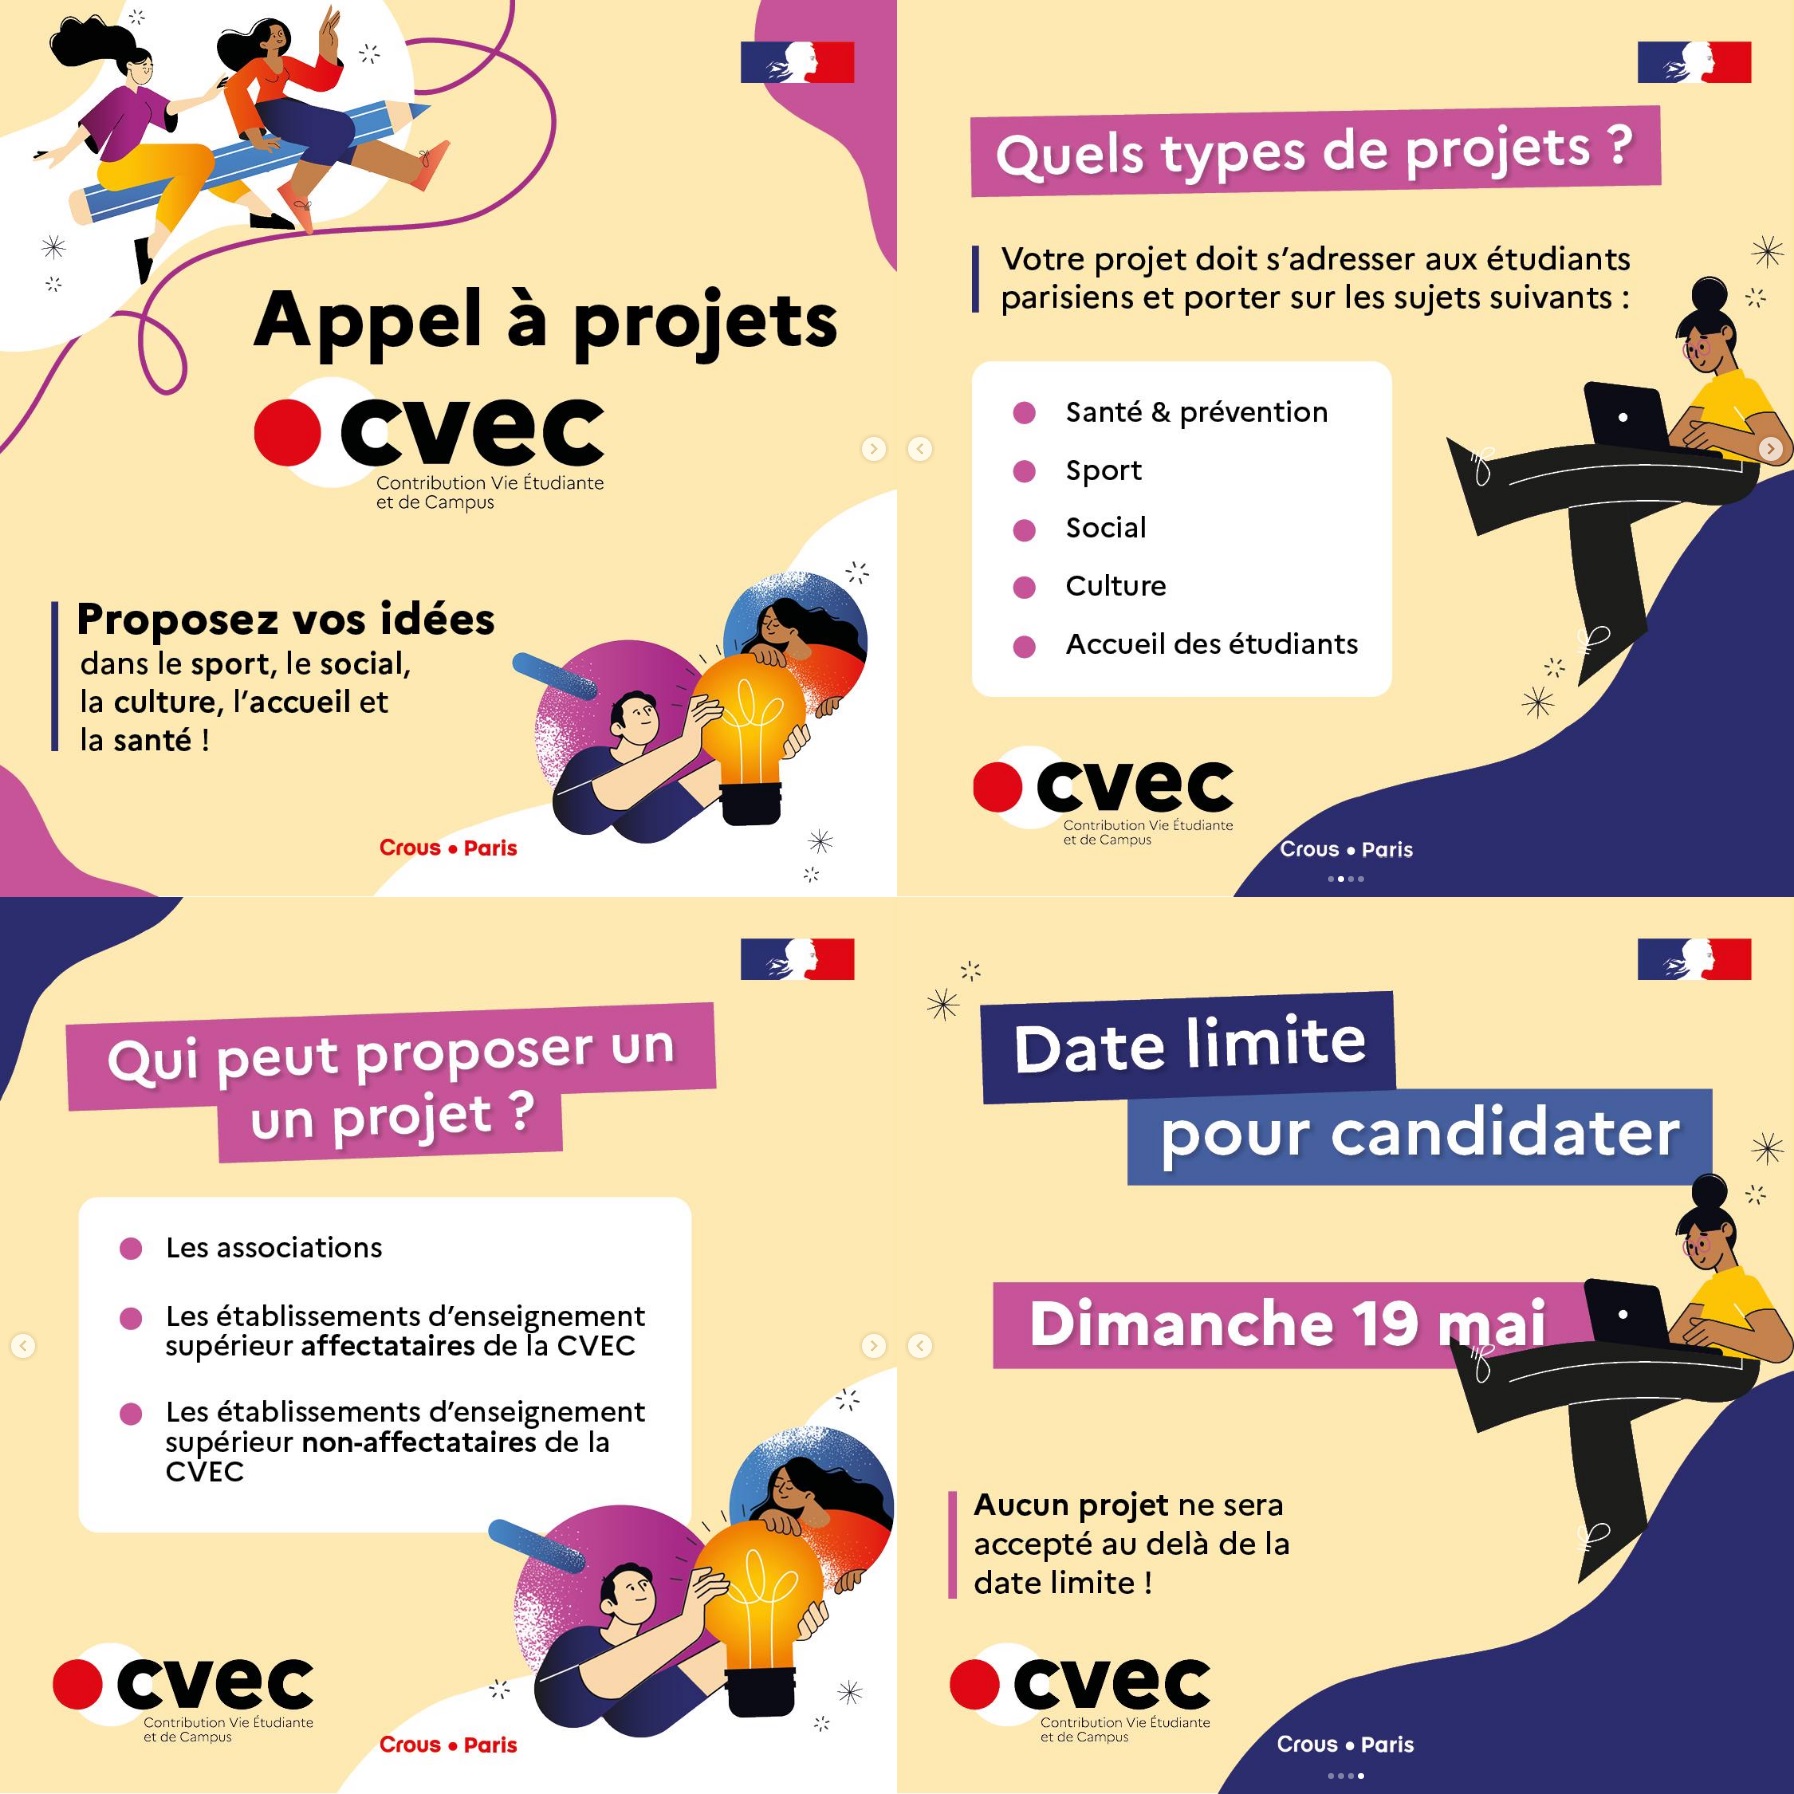 Appel à projets
cvec
Contribution Vie Étudiante
et de Campus
Proposez vos idées
dans le sport, le social,
la culture, l'accueil et
la santé !
Crous • Paris
Quels types de projets ?
Votre projet doit s'adresser aux étudiants
parisiens et porter sur les sujets suivants :
Santé & prévention
Sport
Social
Culture
Accueil des étudiants
cvec
Contribution Vie Étudiante
et de Campus
Crous • Paris
Qui peut proposer un
un projet ?
Les associations
Les établissements d'enseignement
supérieur affectataires de la CVEC
Les établissements d'enseignement
supérieur non-affectataires de la
CVEC
cvec
Contribution Vie Étudiante
et de Campus
Crous • Paris
Date limite
pour candidater
Dimanche 19 mai
Aucun projet ne sera
accepté au delà de la
date limite !
cvec
Contribution Vie Étudiante
et de Campus
Crous • Paris